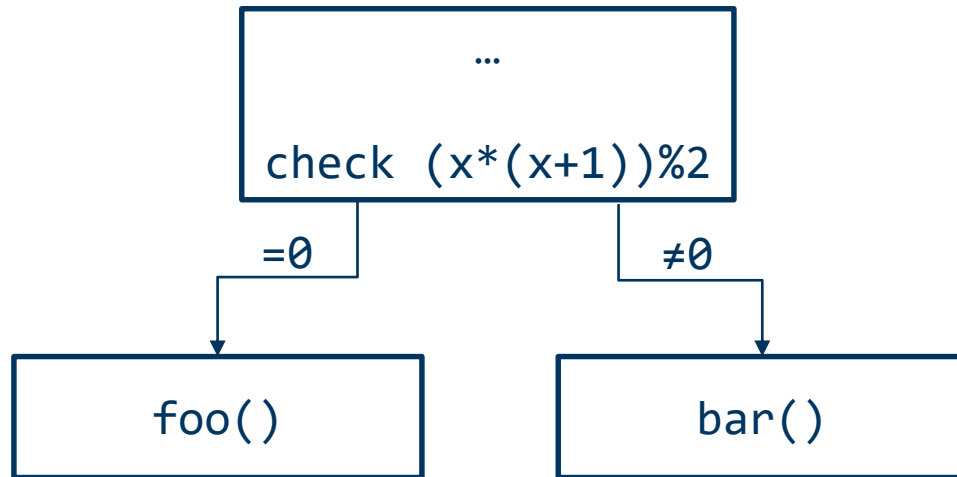 …
check (x*(x+1))%2
=0
≠0
foo()
bar()